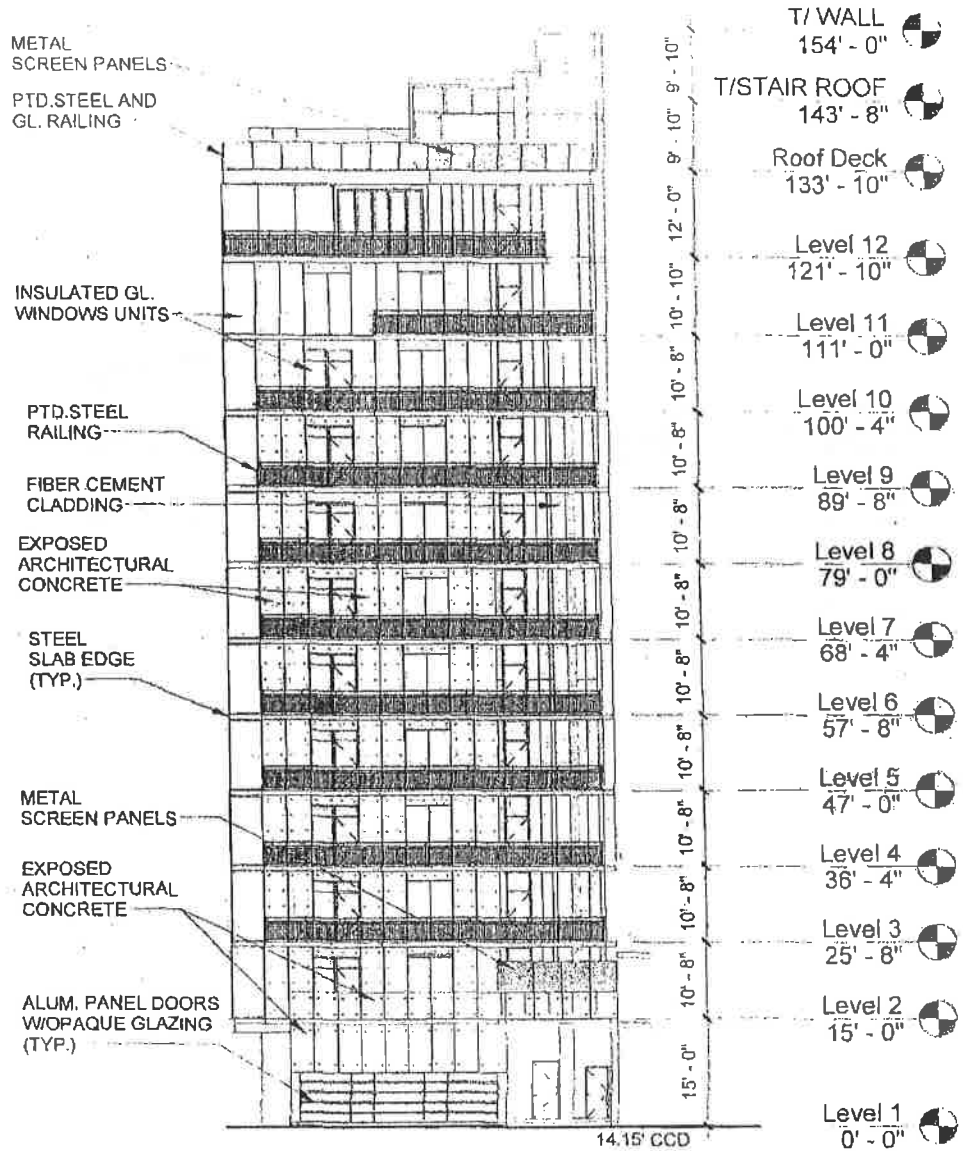 METAL
SCREEN PANELS
PTD.STEEL AND
GL. RAILING
INSULATED GL.
WINDOWS UNITS
PTD.STEEL
RAILING
FIBER CEMENT
CLADDING
EXPOSED
ARCHITECTURAL
CONCRETE
STEEL
SLAB EDGE
(TYP.)
METAL
SCREEN PANELS
EXPOSED
ARCHITECTURAL
CONCRETE
ALUM. PANEL DOORS
W/OPAQUE GLAZING
(TYP.)
9' - 10"
9' - 10"
12' - 0"
10' - 10"
10' - 8"
10' - 8"
10' - 8"
10' - 8"
10' - 8"
10' - 8"
10' - 8"
10' - 8"
10' - 8"
15' - 0"
14.15' CCD
T/ WALL
154' - 0"
T/STAIR ROOF
143' - 8"
Roof Deck
133' - 10"
Level 12
121' - 10"
Level 11
111' - 0"
Level 10
100' - 4"
Level 9
89' - 8"
Level 8
79' - 0"
Level 7
68' - 4"
Level 6
57' - 8"
Level 5
47' - 0"
Level 4
36' - 4"
Level 3
25' - 8"
Level 2
15' - 0"
Level 1
0' - 0"